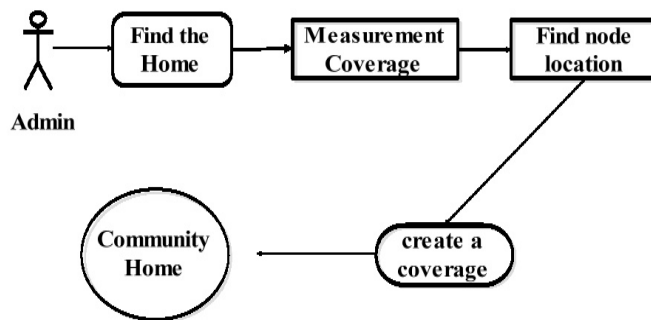 Find the
Home
Measurement
Coverage
Find node
location
Admin
Community
Home
create a
coverage